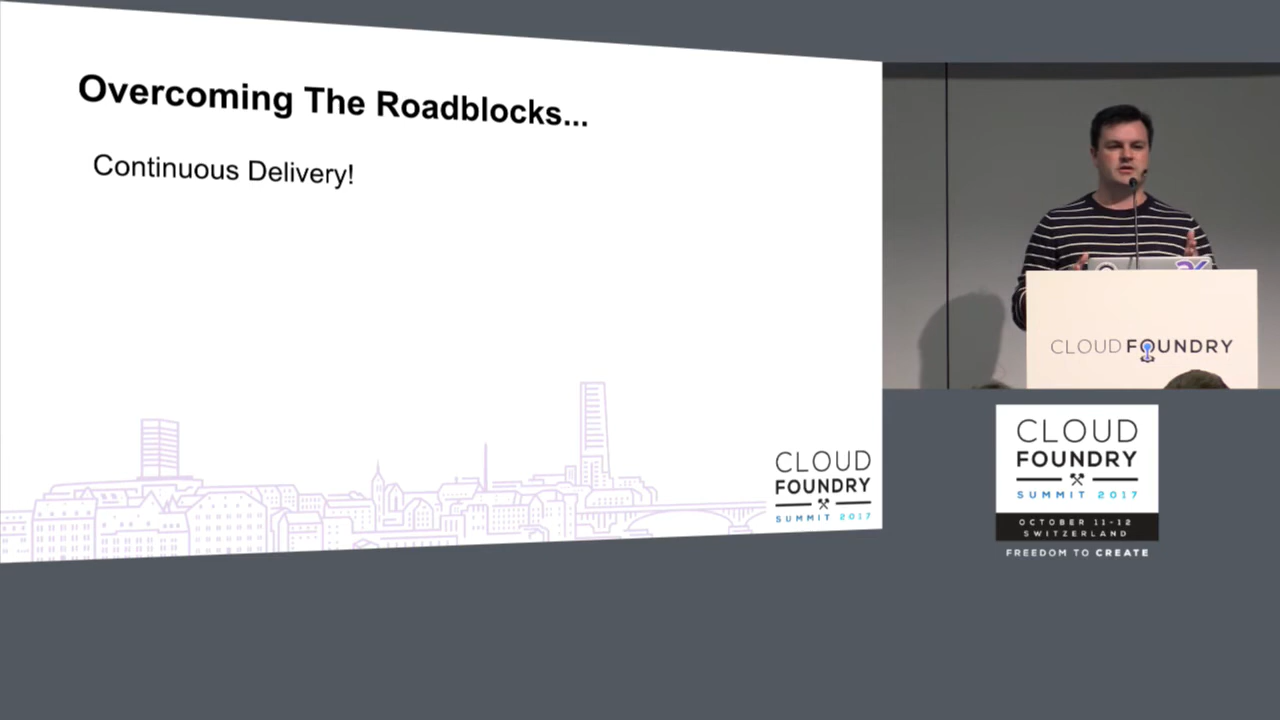 Overcoming The Roadblocks...
Continuous Delivery!
CLOUD
FOUNDRY
SUMMIT 2017
CLOUD FOUNDRY
CLOUD
FOUNDRY
SUMMIT 2017
OCTOBER 11-12
SWITZERLAND
FREEDOM TO CREATE